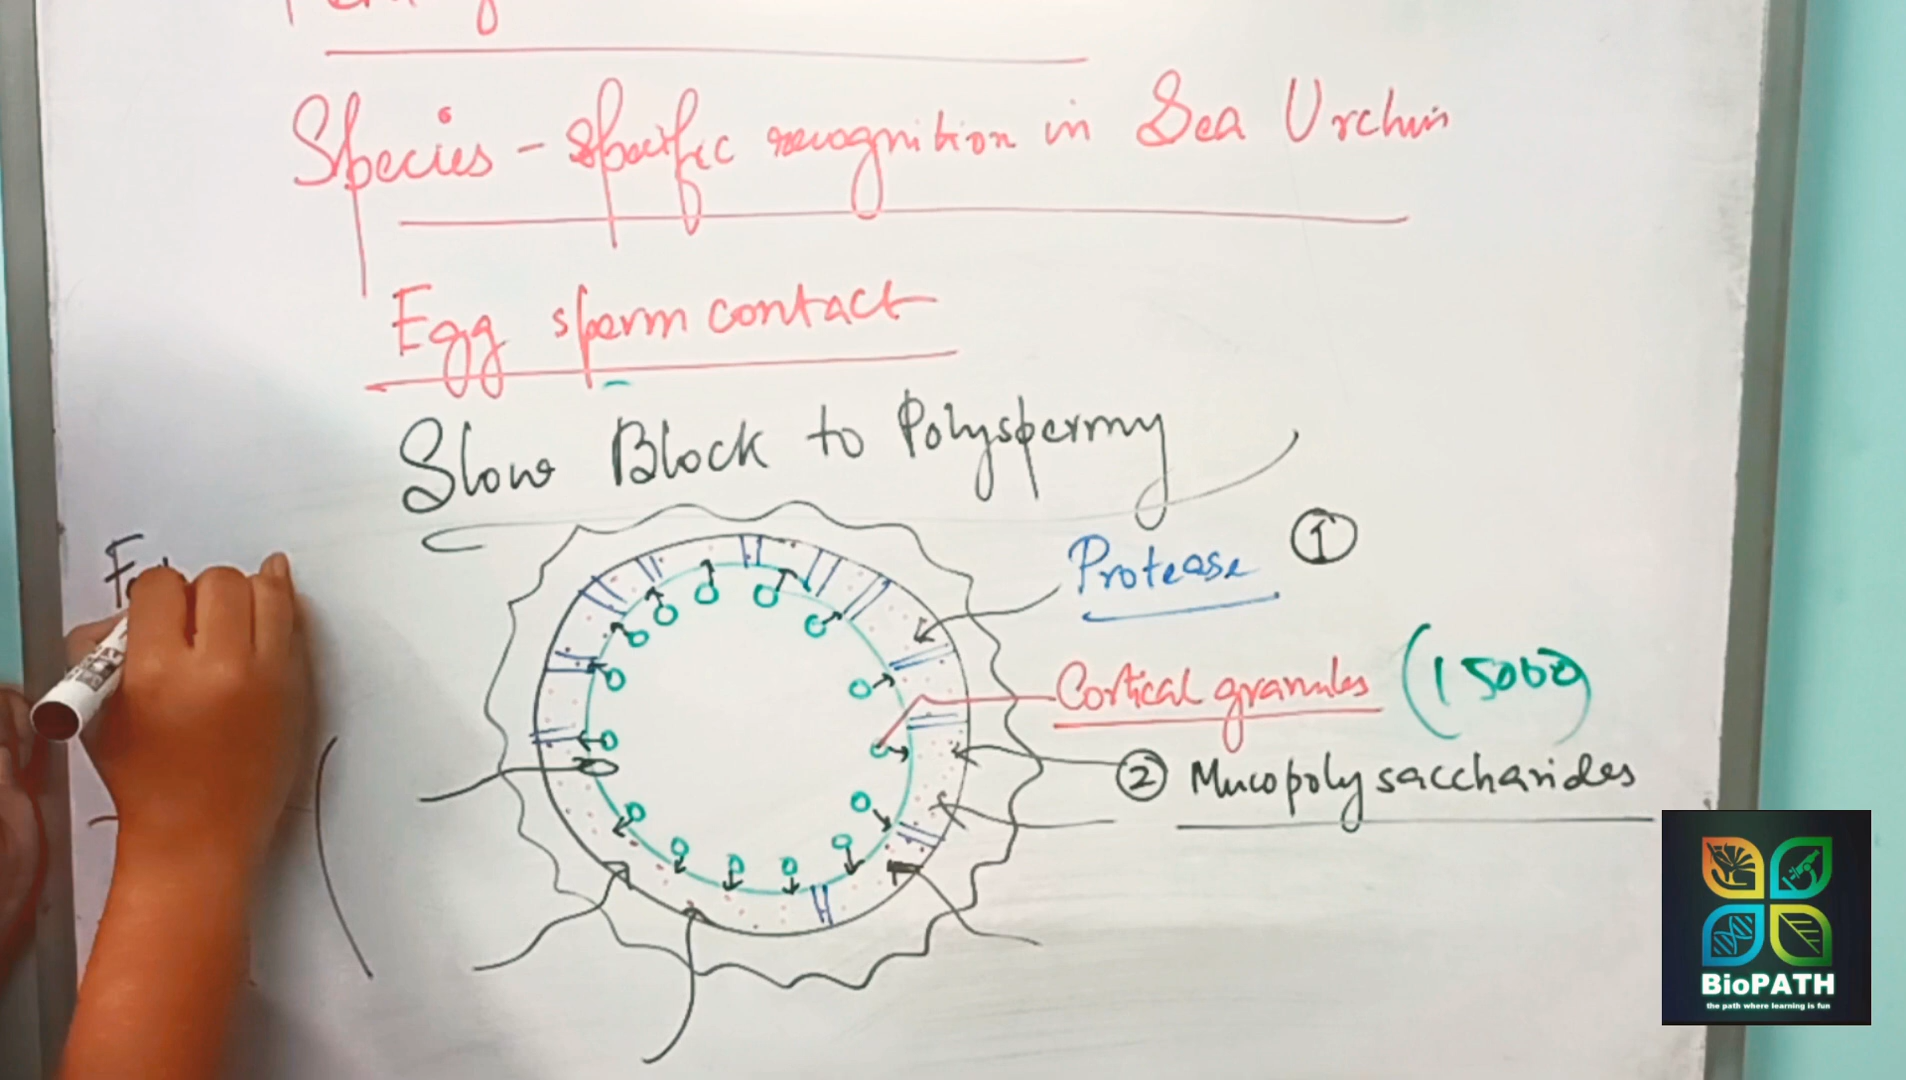 Species - specific recognition in Sea Urchin
Egg sperm contact
Slow Block to Polyspermy
Protease ①
Cortical granules (15000)
② Mucopolysaccharides
BioPATH
the path where learning is fun